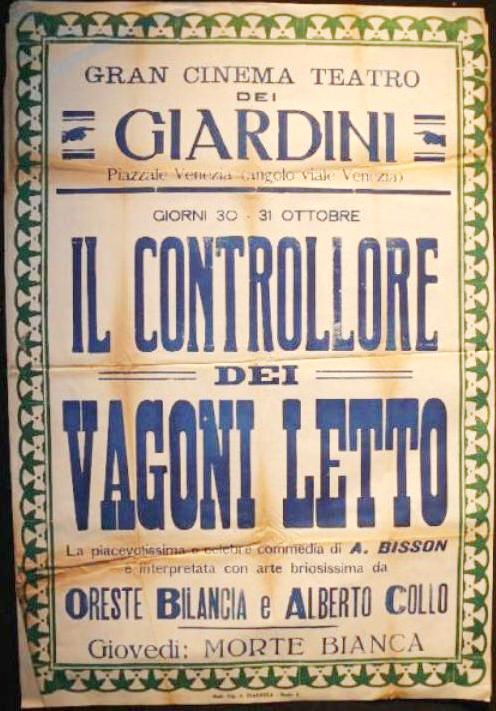 GRAN CINEMA TEATRO
DEI
GIARDINI
Piazzale Venezia (angolo viale Venezia)
GIORNI 30 - 31 OTTOBRE
IL CONTROLLORE
DEI
VAGONI LETTO
La piacevolissima e celebre commedia di A. BISSON
è interpretata con arte briosissima da
ORESTE BILANCIA e ALBERTO COLLO
Giovedi: MORTE BIANCA